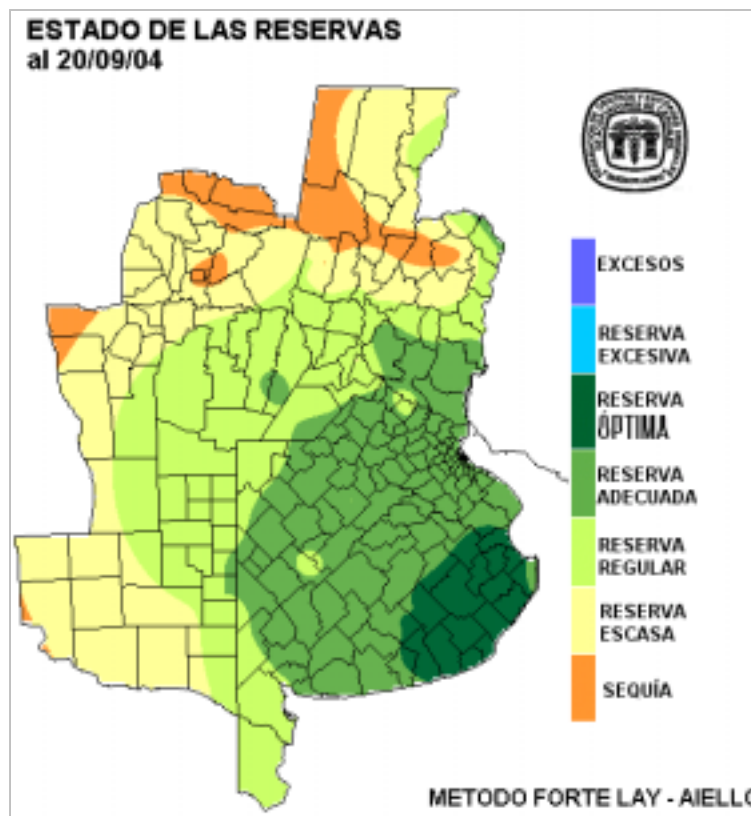 ESTADO DE LAS RESERVAS
al 20/09/04
EXCESOS
RESERVA
EXCESIVA
RESERVA
ÓPTIMA
RESERVA
ADECUADA
RESERVA
REGULAR
RESERVA
ESCASA
SEQUÍA
METODO FORTE LAY - AIELLO